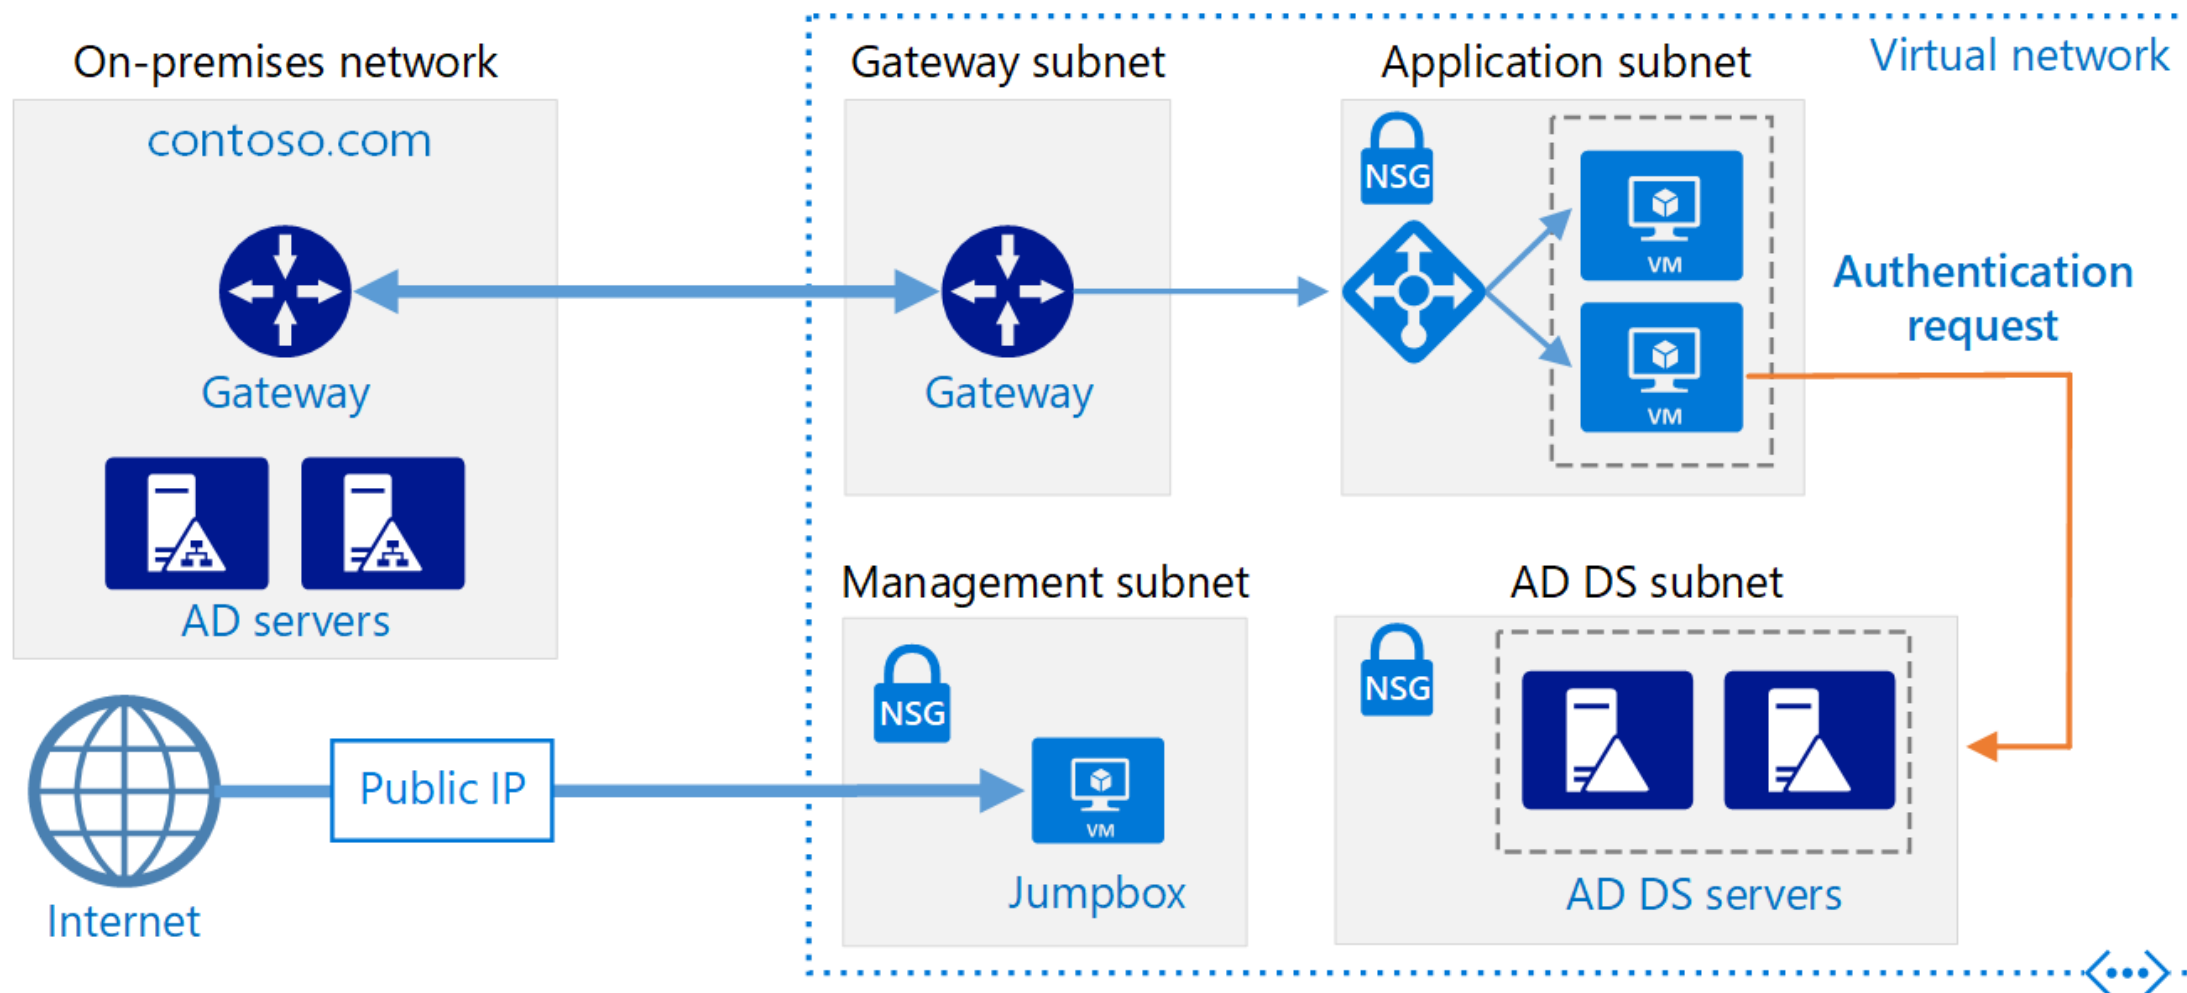 On-premises network
contoso.com
Gateway
AD servers
Internet
Public IP
Virtual network
Gateway subnet
Gateway
Application subnet
NSG
VM
VM
Authentication
request
Management subnet
NSG
VM
Jumpbox
AD DS subnet
NSG
AD DS servers